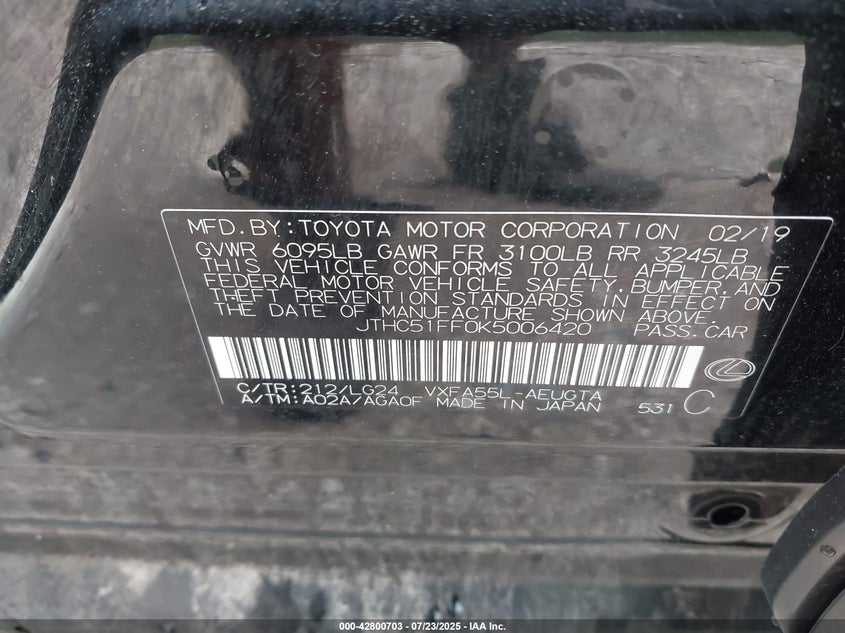 MFD.BY:TOYOTA MOTOR CORPORATION 02/19
GVWR 6095LB GAWR FR 3100LB RR 3245LB
THIS VEHICLE CONFORMS TO ALL APPLICABLE
FEDERAL MOTOR VEHICLE SAFETY,BUMPER,AND
THEFT PREVENTION STANDARDS IN EFFECT ON
THE DATE OF MANUFACTURE SHOWN ABOVE.
JTHC51FF0K5006420 PASS.CAR
C/TR:212/LG24 VXFA55L-AEUGTA
A/TM:A02A/AGA0F MADE IN JAPAN 531 C
000-42800703 - 07/23/2025 - IAA Inc.